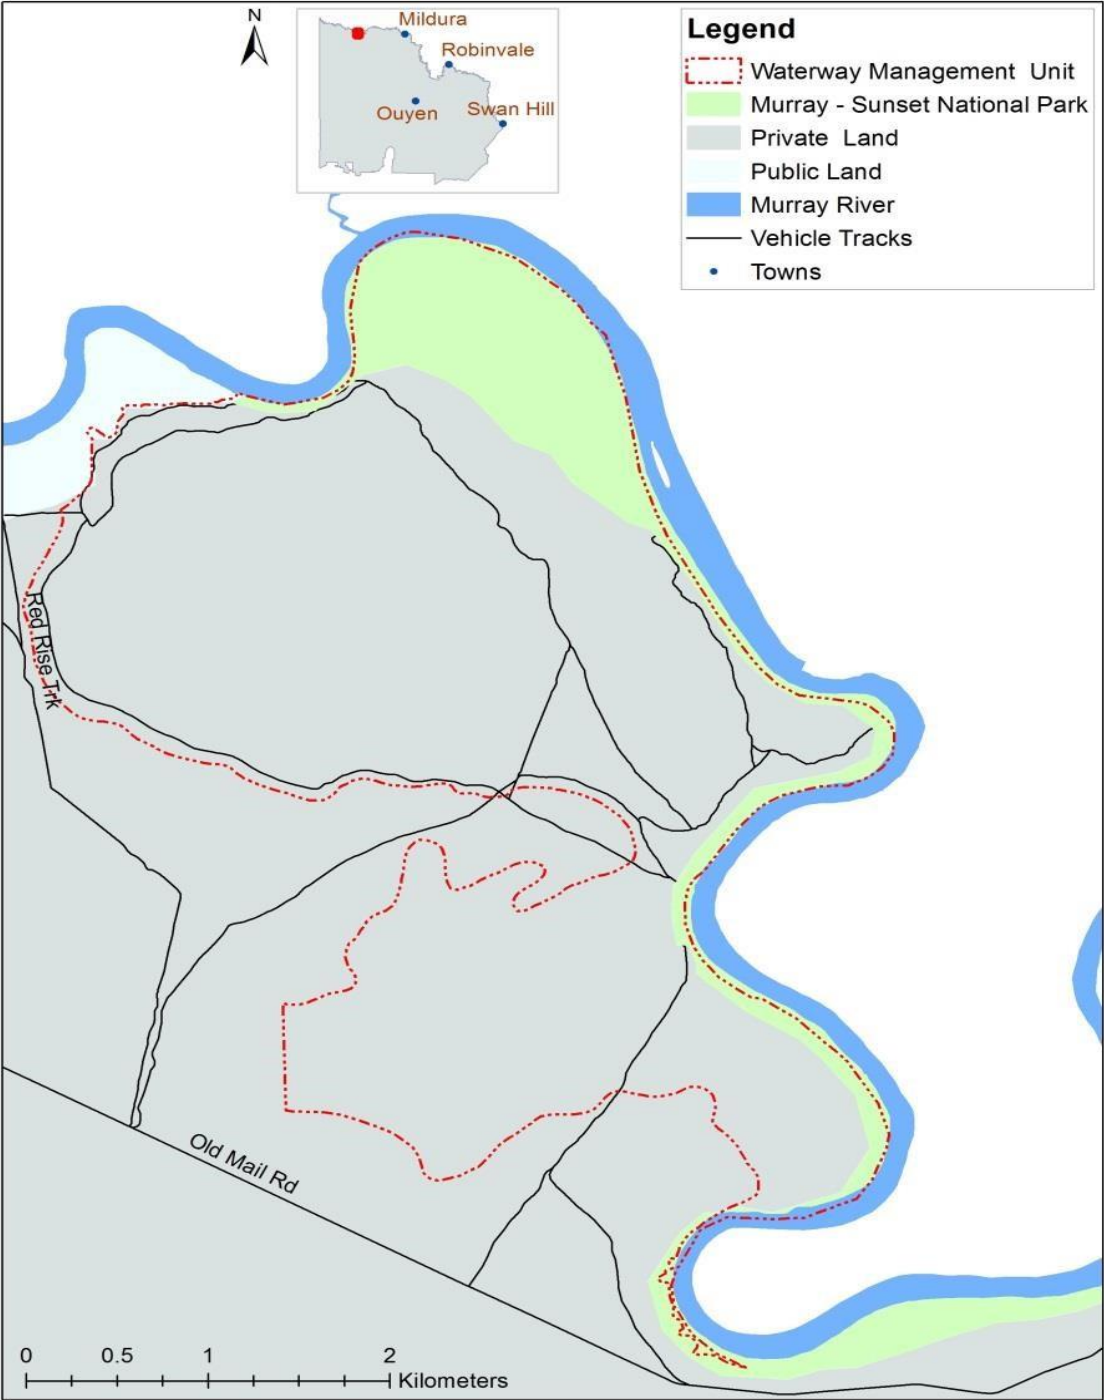 N
Mildura
Robinvale
Ouyen
Swan Hill
Legend
Waterway Management Unit
Murray - Sunset National Park
Private Land
Public Land
Murray River
Vehicle Tracks
Towns
Red Rise Trk
Old Mail Rd
0 0.5 1 2
Kilometers